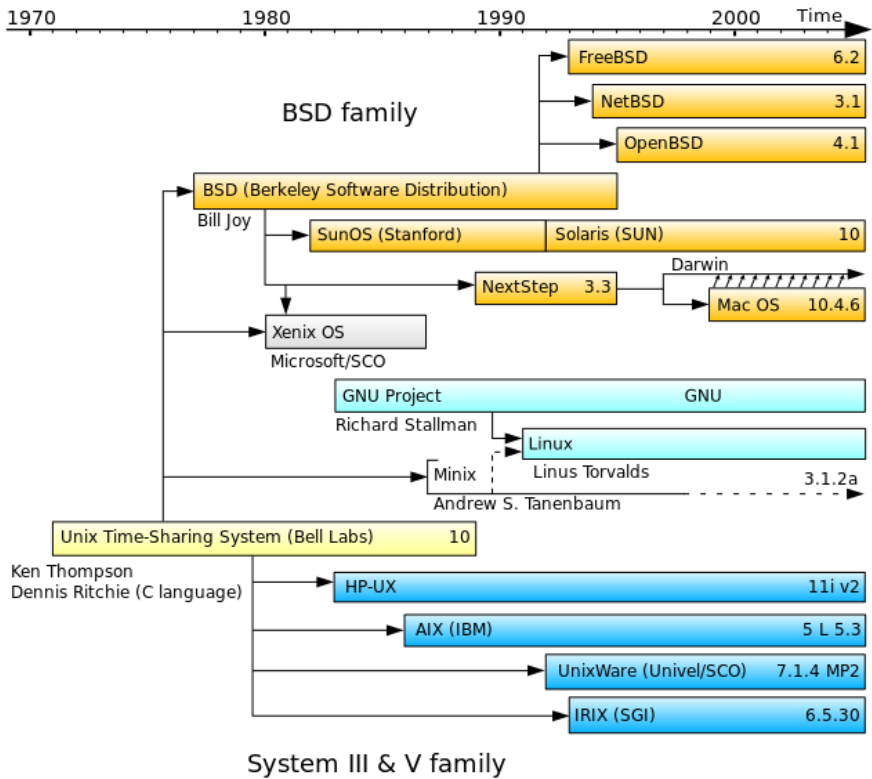 1970 1980 1990 2000 Time
FreeBSD 6.2
NetBSD 3.1
BSD family
OpenBSD 4.1
BSD (Berkeley Software Distribution)
Bill Joy
SunOS (Stanford) Solaris (SUN) 10
Darwin
NextStep 3.3
Mac OS 10.4.6
Xenix OS
Microsoft/SCO
GNU Project GNU
Richard Stallman
Linux
Linus Torvalds
Minix
3.1.2a
Andrew S. Tanenbaum
Unix Time-Sharing System (Bell Labs) 10
Ken Thompson
Dennis Ritchie (C language)
HP-UX 11i v2
AIX (IBM) 5 L 5.3
UnixWare (Univel/SCO) 7.1.4 MP2
IRIX (SGI) 6.5.30
System III & V family